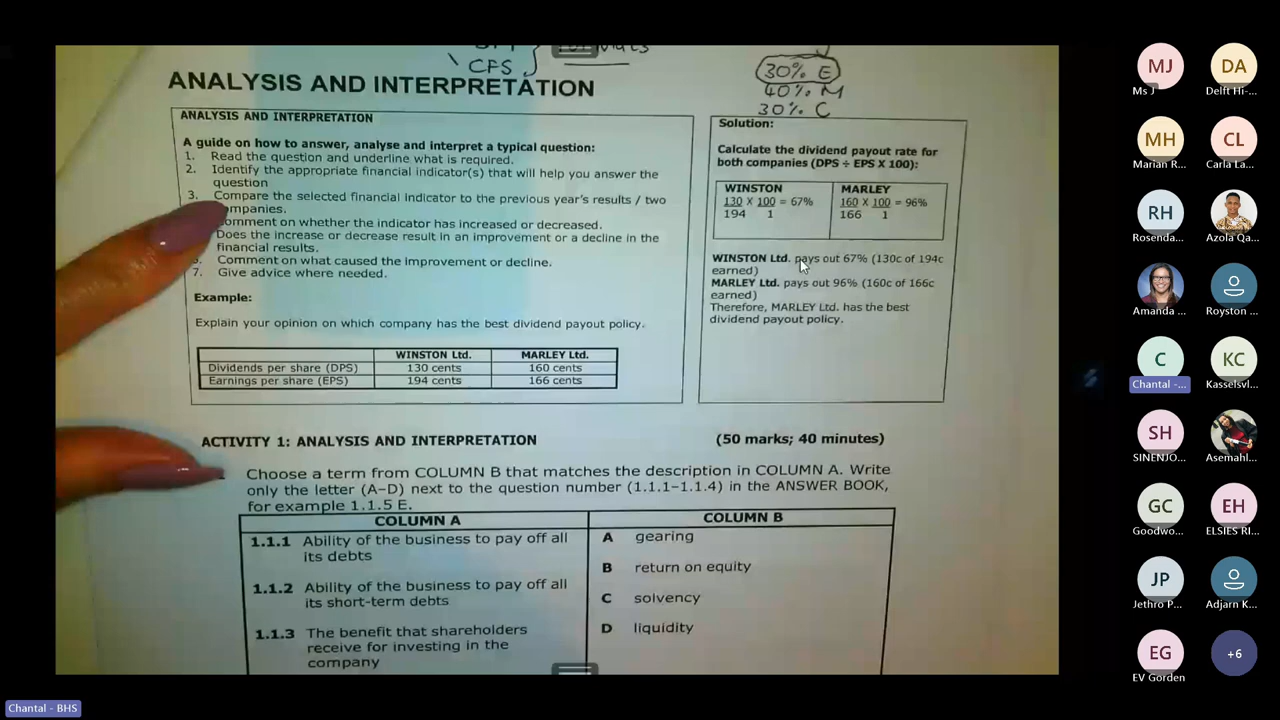 CFS
30% E
40% M
30% C
ANALYSIS AND INTERPRETATION
ANALYSIS AND INTERPRETATION
A guide on how to answer, analyse and interpret a typical question:
1. Read the question and underline what is required.
2. Identify the appropriate financial indicator(s) that will help you answer the
question
3. Compare the selected financial indicator to the previous year's results / two
companies.
omment on whether the indicator has increased or decreased.
Does the increase or decrease result in an improvement or a decline in the
financial results.
Comment on what caused the improvement or decline.
7. Give advice where needed.
Example:
Explain your opinion on which company has the best dividend payout policy.
WINSTON Ltd. MARLEY Ltd.
Dividends per share (DPS) 130 cents 160 cents
Earnings per share (EPS) 194 cents 166 cents
Solution:
Calculate the dividend payout rate for
both companies (DPS ÷ EPS X 100):
WINSTON MARLEY
130 X 100 = 67% 160 X 100 = 96%
194 1 166 1
WINSTON Ltd. pays out 67% (130c of 194c
earned)
MARLEY Ltd. pays out 96% (160c of 166c
earned)
Therefore, MARLEY Ltd. has the best
dividend payout policy.
ACTIVITY 1: ANALYSIS AND INTERPRETATION (50 marks; 40 minutes)
Choose a term from COLUMN B that matches the description in COLUMN A. Write
only the letter (A–D) next to the question number (1.1.1–1.1.4) in the ANSWER BOOK,
for example 1.1.5 E.
COLUMN A COLUMN B
1.1.1 Ability of the business to pay off all
its debts
1.1.2 Ability of the business to pay off all
its short-term debts
1.1.3 The benefit that shareholders
receive for investing in the
company
A gearing
B return on equity
C solvency
D liquidity
MJ DA
Ms J Delft Hi-...
MH CL
Marian R... Carla La...
RH
Rosenda... Azola Qa...
Amanda ... Royston ...
C KC
Chantal -... Kasselsvl...
SH
SINENJO... Asemahl...
GC EH
Goodwo... ELSIES RI...
JP
Jethro P... Adjarn K...
EG +6
EV Gorden
Chantal - BHS